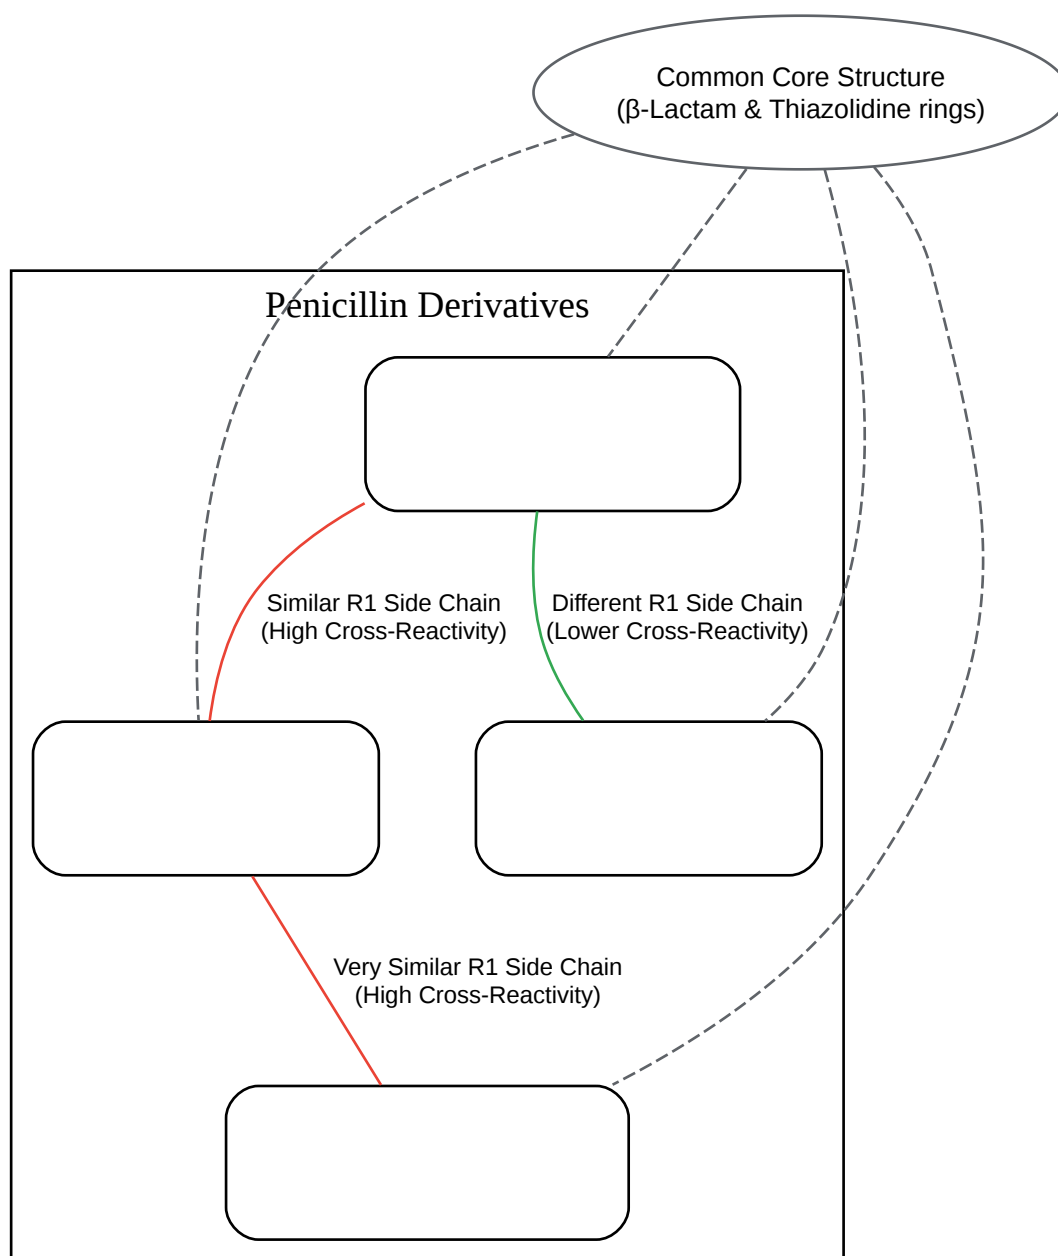 Common Core Structure
(β-Lactam & Thiazolidine rings)
Penicillin Derivatives
Similar R1 Side Chain
(High Cross-Reactivity)
Different R1 Side Chain
(Lower Cross-Reactivity)
Very Similar R1 Side Chain
(High Cross-Reactivity)